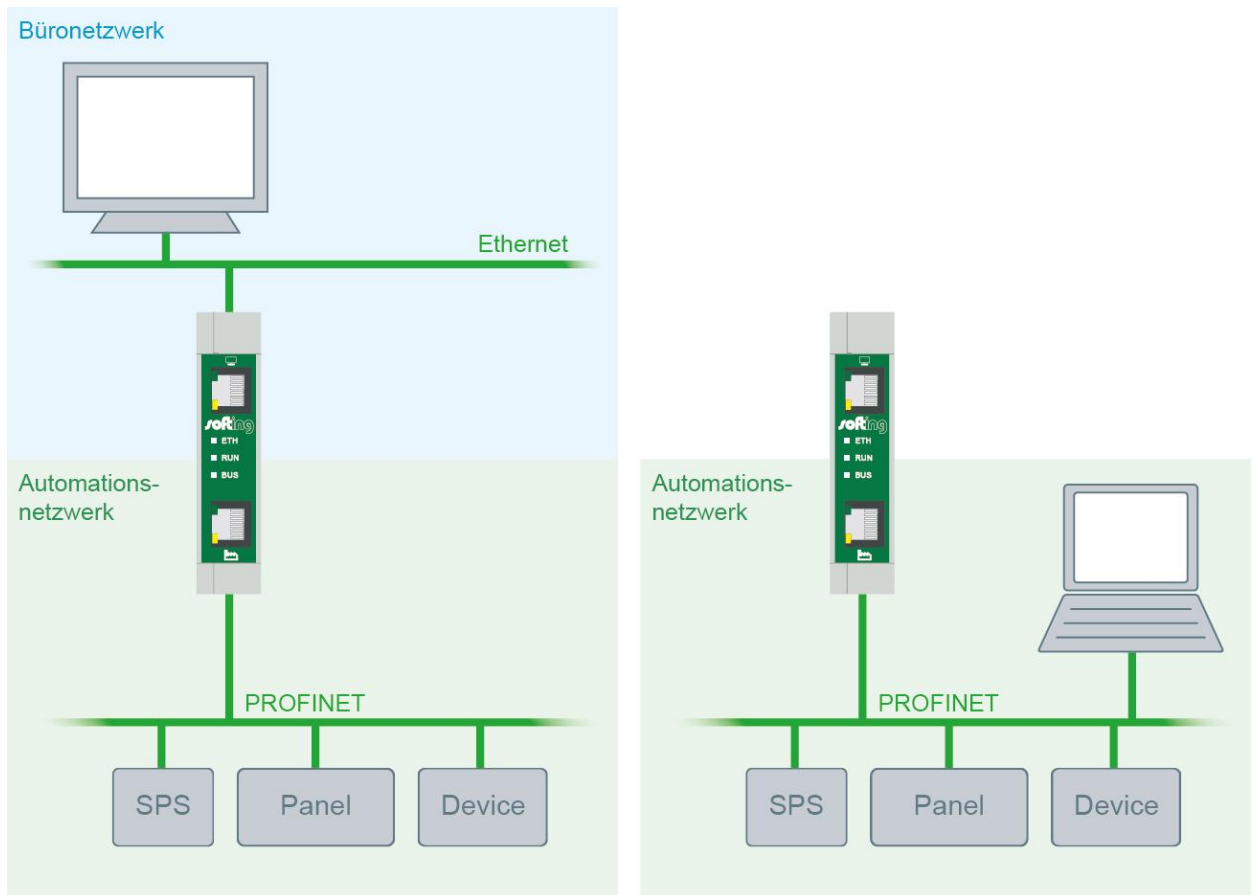 Büronetzwerk
Ethernet
softing
ETH
RUN
BUS
Automations-
netzwerk
PROFINET
SPS
Panel
Device
softing
ETH
RUN
BUS
Automations-
netzwerk
PROFINET
SPS
Panel
Device